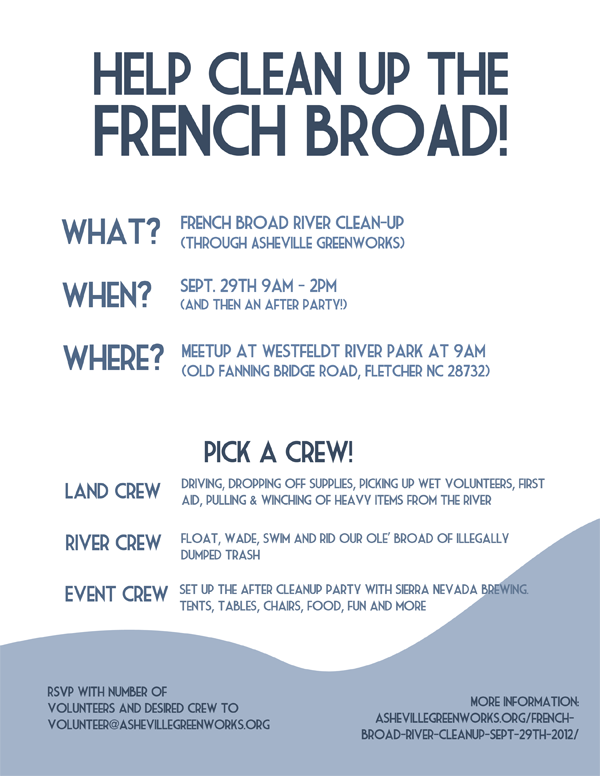 HELP CLEAN UP THE
FRENCH BROAD!
WHAT?
FRENCH BROAD RIVER CLEAN-UP
(THROUGH ASHEVILLE GREENWORKS)
WHEN?
SEPT. 29TH 9AM - 2PM
(AND THEN AN AFTER PARTY!)
WHERE?
MEETUP AT WESTFELDT RIVER PARK AT 9AM
(OLD FANNING BRIDGE ROAD, FLETCHER NC 28732)
PICK A CREW!
LAND CREW
DRIVING, DROPPING OFF SUPPLIES, PICKING UP WET VOLUNTEERS, FIRST
AID, PULLING & WINCHING OF HEAVY ITEMS FROM THE RIVER
RIVER CREW
FLOAT, WADE, SWIM AND RID OUR OLE' BROAD OF ILLEGALLY
DUMPED TRASH
EVENT CREW
SET UP THE AFTER CLEANUP PARTY WITH SIERRA NEVADA BREWING.
TENTS, TABLES, CHAIRS, FOOD, FUN AND MORE
RSVP WITH NUMBER OF
VOLUNTEERS AND DESIRED CREW TO
VOLUNTEER@ASHEVILLEGREENWORKS.ORG
MORE INFORMATION:
ASHEVILLEGREENWORKS.ORG/FRENCH-
BROAD-RIVER-CLEANUP-SEPT-29TH-2012/